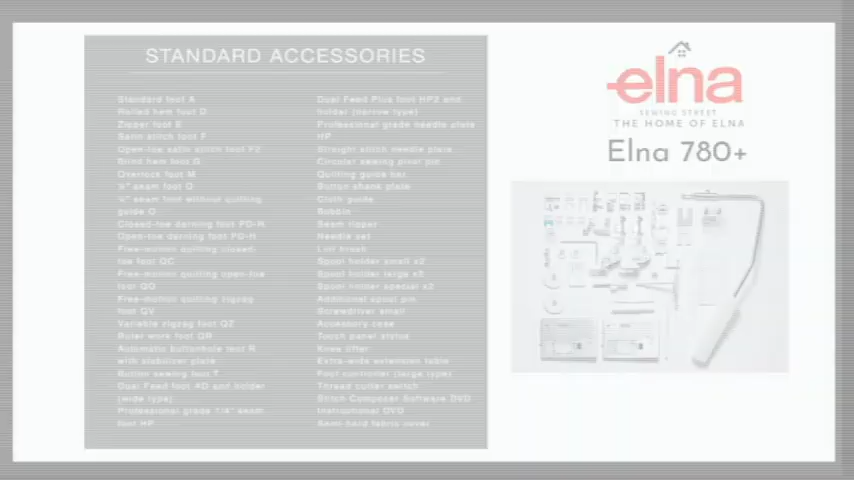 STANDARD ACCESSORIES
Standard foot A
Rolled hem foot D
Zipper foot E
Satin stitch foot F
Open-toe satin stitch foot F2
Blind hem foot G
Overlock foot M
¼" seam foot O
¼" seam foot without quilting
guide O
Closed-toe darning foot PD-H
Open-toe darning foot PD-H
Free-motion quilting closed-
toe foot QC
Free-motion quilting open-toe
foot QO
Free-motion quilting zigzag
foot QV
Variable zigzag foot QZ
Ruler work foot QR
Automatic buttonhole foot R
with stabilizer plate
Button sewing foot T
Dual Feed foot AD and holder
(wide type)
Professional grade 1/4" seam
foot HP
Dual Feed Plus foot HP2 and
holder (narrow type)
Professional grade needle plate
HP
Straight stitch needle plate
Circular sewing pivot pin
Quilting guide bar
Button shank plate
Cloth guide
Bobbin
Seam ripper
Needle set
Lint brush
Spool holder small x2
Spool holder large x2
Spool holder special x2
Additional spool pin
Screwdriver small
Accessory case
Touch panel stylus
Knee lifter
Extra-wide extension table
Foot controller (large type)
Thread cutter switch
Stitch Composer Software DVD
Instructional DVD
Semi-hard fabric cover
elna
SEWING STREET
THE HOME OF ELNA
Elna 780+